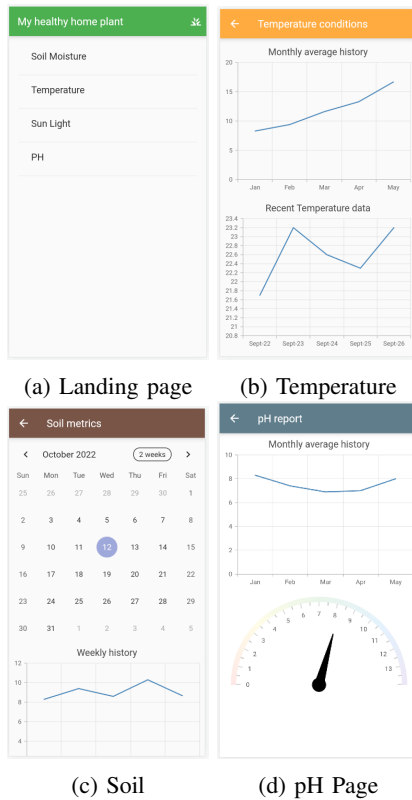 My healthy home plant
Soil Moisture
Temperature
Sun Light
PH
(a) Landing page
Temperature conditions
Monthly average history
20
15
10
5
0
Jan Feb Mar Apr May
Recent Temperature data
23.4
23.2
23
22.8
22.6
22.4
22.2
22
21.8
21.6
21.4
21.2
21
20.8
Sept-22 Sept-23 Sept-24 Sept-25 Sept-26
(b) Temperature
Soil metrics
October 2022 2 weeks
Sun Mon Tue Wed Thu Fri Sat
25 26 27 28 29 30 1
2 3 4 5 6 7 8
9 10 11 12 13 14 15
16 17 18 19 20 21 22
23 24 25 26 27 28 29
30 31 1 2 3 4 5
Weekly history
12
10
8
6
4
(c) Soil
pH report
Monthly average history
10
8
6
4
2
0
Jan Feb Mar Apr May
0 1 2 3 4 5 6 7 8 9 10 11 12 13
(d) pH Page